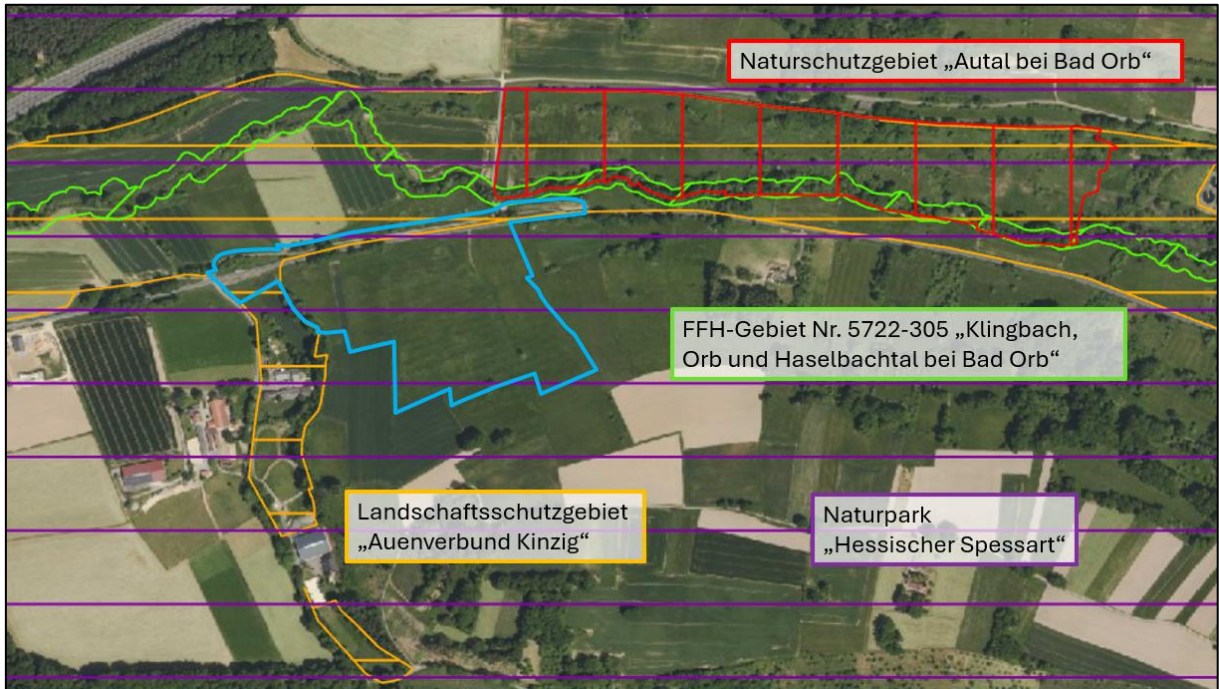 Naturschutzgebiet „Autal bei Bad Orb“
FFH-Gebiet Nr. 5722-305 „Klingbach,
Orb und Haselbachtal bei Bad Orb“
Landschaftsschutzgebiet
„Auenverbund Kinzig“
Naturpark
„Hessischer Spessart“